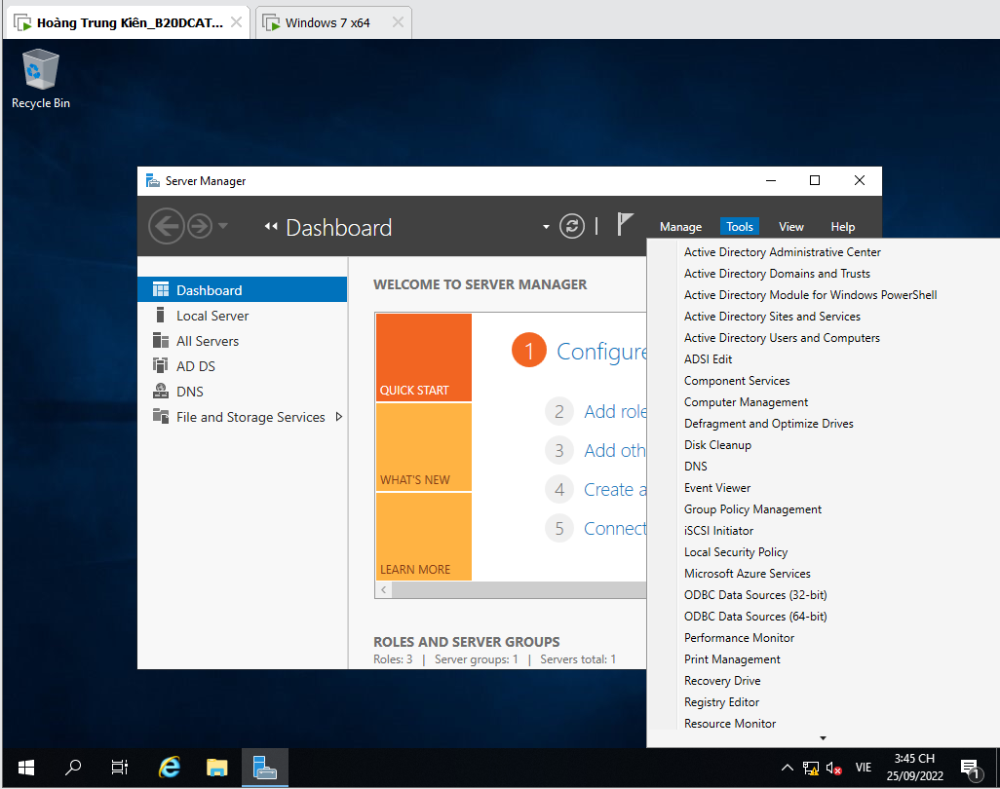 Hoàng Trung Kiên_B20DCAT...
Windows 7 x64
Recycle Bin
Server Manager
Dashboard
Manage
Tools
View
Help
Dashboard
Local Server
All Servers
AD DS
DNS
File and Storage Services
WELCOME TO SERVER MANAGER
QUICK START
WHAT'S NEW
LEARN MORE
1 Configure
2 Add role
3 Add oth
4 Create a
5 Connect
ROLES AND SERVER GROUPS
Roles: 3 | Server groups: 1 | Servers total: 1
Active Directory Administrative Center
Active Directory Domains and Trusts
Active Directory Module for Windows PowerShell
Active Directory Sites and Services
Active Directory Users and Computers
ADSI Edit
Component Services
Computer Management
Defragment and Optimize Drives
Disk Cleanup
DNS
Event Viewer
Group Policy Management
iSCSI Initiator
Local Security Policy
Microsoft Azure Services
ODBC Data Sources (32-bit)
ODBC Data Sources (64-bit)
Performance Monitor
Print Management
Recovery Drive
Registry Editor
Resource Monitor
VIE
3:45 CH
25/09/2022
1